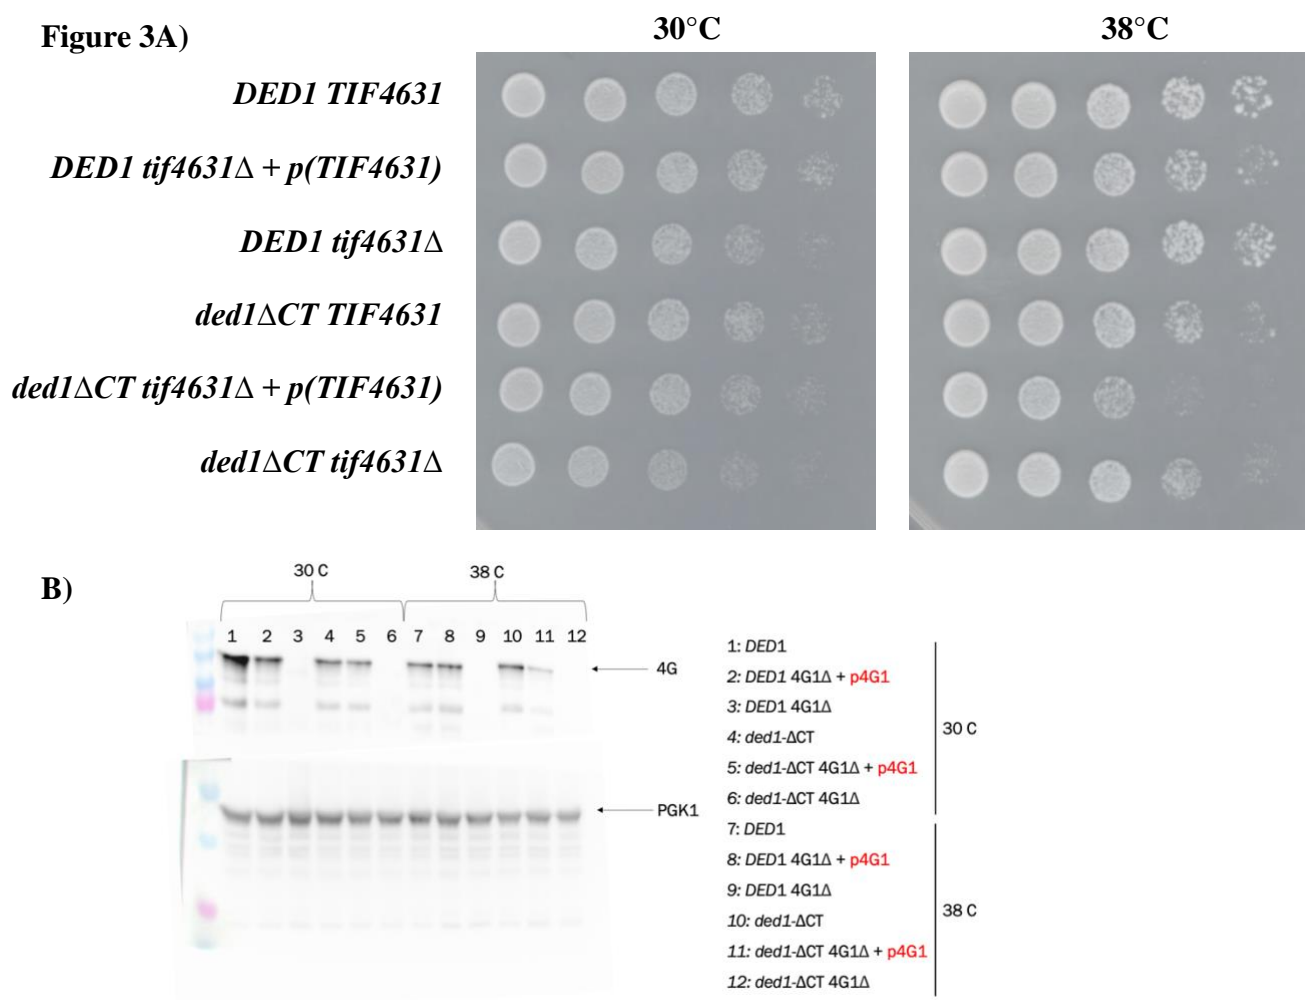 Figure 3A)
30°C
38°C
DED1 TIF4631
DED1 tif4631Δ + p(TIF4631)
DED1 tif4631Δ
ded1ΔCT TIF4631
ded1ΔCT tif4631Δ + p(TIF4631)
ded1ΔCT tif4631Δ
B)
30 C
38 C
1 2 3 4 5 6 7 8 9 10 11 12
4G
PGK1
1: DED1
2: DED1 4G1Δ + p4G1
3: DED1 4G1Δ
4: ded1-ΔCT
5: ded1-ΔCT 4G1Δ + p4G1
6: ded1-ΔCT 4G1Δ
30 C
7: DED1
8: DED1 4G1Δ + p4G1
9: DED1 4G1Δ
10: ded1-ΔCT
11: ded1-ΔCT 4G1Δ + p4G1
12: ded1-ΔCT 4G1Δ
38 C